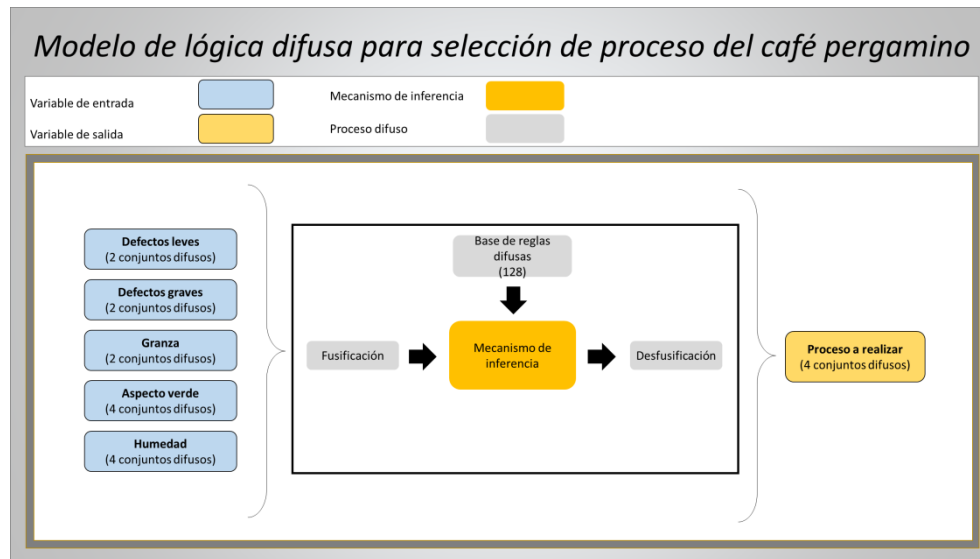 Modelo de lógica difusa para selección de proceso del café pergamino
Variable de entrada
Mecanismo de inferencia
Variable de salida
Proceso difuso
Defectos leves
(2 conjuntos difusos)
Defectos graves
(2 conjuntos difusos)
Granza
(2 conjuntos difusos)
Aspecto verde
(4 conjuntos difusos)
Humedad
(4 conjuntos difusos)
Base de reglas
difusas
(128)
Fusificación
Mecanismo de
inferencia
Desfusificación
Proceso a realizar
(4 conjuntos difusos)